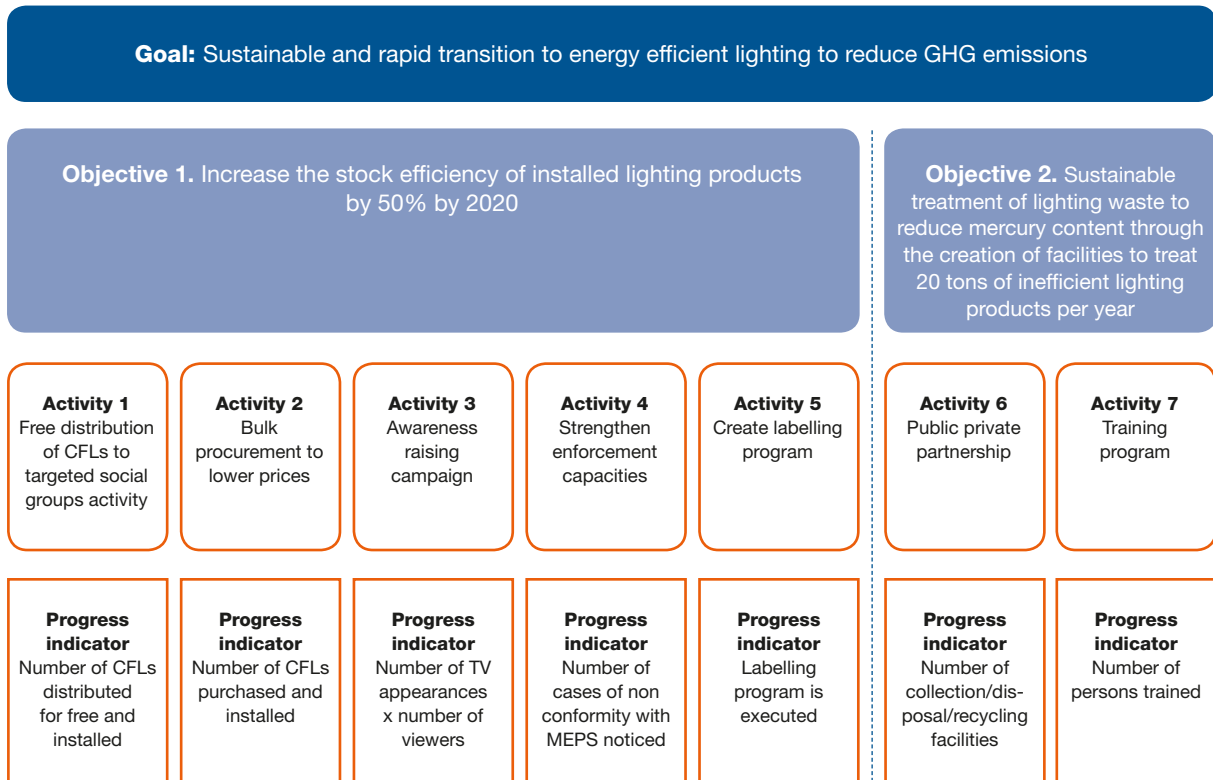 Goal: Sustainable and rapid transition to energy efficient lighting to reduce GHG emissions
Objective 1. Increase the stock efficiency of installed lighting products
by 50% by 2020
Objective 2. Sustainable
treatment of lighting waste to
reduce mercury content through
the creation of facilities to treat
20 tons of inefficient lighting
products per year
Activity 1
Free distribution
of CFLs to
targeted social
groups activity
Activity 2
Bulk
procurement to
lower prices
Activity 3
Awareness
raising
campaign
Activity 4
Strengthen
enforcement
capacities
Activity 5
Create labelling
program
Activity 6
Public private
partnership
Activity 7
Training
program
Progress
indicator
Number of CFLs
distributed
for free and
installed
Progress
indicator
Number of CFLs
purchased and
installed
Progress
indicator
Number of TV
appearances
x number of
viewers
Progress
indicator
Number of
cases of non
conformity with
MEPS noticed
Progress
indicator
Labelling
program is
executed
Progress
indicator
Number of
collection/dis-
posal/recycling
facilities
Progress
indicator
Number of
persons trained